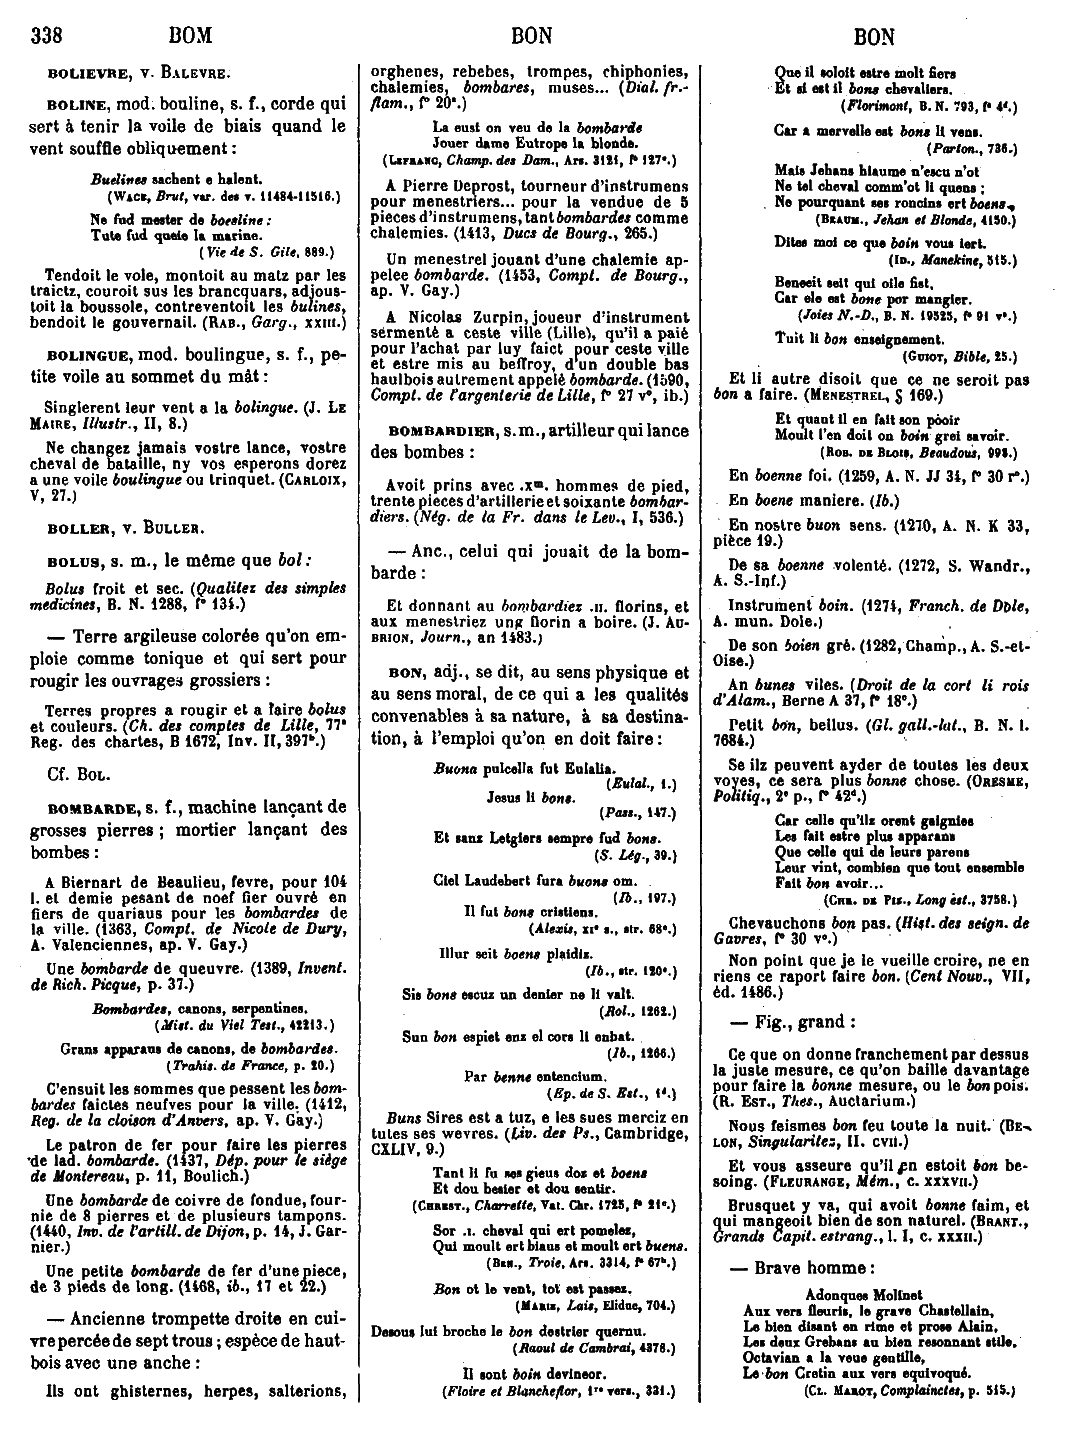 338 BOM BON BON
BOLIEVRE, v. BALEVRE.
BOLINE, mod. bouline, s. f., corde qui
sert à tenir la voile de biais quand le
vent souffle obliquement :
Buelines sachent e halent.
(WACE, Brut, var. des v. 11484-11516.)
Ne fud mester de boesline :
Tute fud queie la marine.
(Vie de S. Gile, 889.)
Tendoit le vole, montoit au matz par les
traictz, couroit sus les brancquars, adjous-
toit la boussole, contreventoit les bulines,
bendoit le gouvernail. (RAB., Garg., XXIII.)
BOLINGUE, mod. boulingue, s. f., pe-
tite voile au sommet du mât :
Singlerent leur vent a la bolingue. (J. LE
MAIRE, Illustr., II, 8.)
Ne changez jamais vostre lance, vostre
cheval de bataille, ny vos esperons dorez
a une voile boulingue ou trinquet. (CARLOIX,
V, 27.)
BOLLER, v. BULLER.
BOLUS, s. m., le même que bol :
Bolus froit et sec. (Qualitez des simples
medicines, B. N. 1288, f° 134.)
— Terre argileuse colorée qu'on em-
ploie comme tonique et qui sert pour
rougir les ouvrages grossiers :
Terres propres a rougir et a faire bolus
et couleurs. (Ch. des comptes de Lille, 77e
Reg. des chartes, B 1672, Inv. II, 397b.)
Cf. BOL.
BOMBARDE, s. f., machine lançant de
grosses pierres ; mortier lançant des
bombes :
A Biernart de Beaulieu, fevre, pour 104
l. et demie pesant de noef fier ouvré en
fiers de quariaus pour les bombardes de
la ville. (1363, Compt. de Nicole de Dury,
A. Valenciennes, ap. V. Gay.)
Une bombarde de queuvre. (1389, Invent.
de Rich. Picque, p. 37.)
Bombardes, canons, serpentines.
(Mist. du Viel Test., 42213.)
Grans apparaus de canons, de bombardes.
(Trahis. de France, p. 20.)
C'ensuit les sommes que pessent les bom-
bardes faictes neufves pour la ville. (1412,
Reg. de la cloison d'Anvers, ap. V. Gay.)
Le patron de fer pour faire les pierres
de lad. bombarde. (1437, Dép. pour le siège
de Montereau, p. 11, Boulich.)
Une bombarde de coivre de fondue, four-
nie de 8 pierres et de plusieurs tampons.
(1440, Inv. de l'artill. de Dijon, p. 14, J. Gar-
nier.)
Une petite bombarde de fer d'une piece,
de 3 pieds de long. (1468, ib., 17 et 22.)
— Ancienne trompette droite en cui-
vre percée de sept trous ; espèce de haut-
bois avec une anche :
Ils ont ghisternes, herpes, salterions,
orghenes, rebebes, trompes, chiphonies,
chalemies, bombares, muses... (Dial. fr.-
flam., f° 20c.)
La eust on veu de la bombarde
Jouer dame Eutrope la blonde.
(LEFRANC, Champ. des Dam., Ars. 3121, f° 127c.)
A Pierre Deprost, tourneur d'instrumens
pour menestriers... pour la vendue de 5
pieces d'instrumens, tant bombardes comme
chalemies. (1413, Ducs de Bourg., 265.)
Un menestrel jouant d'une chalemie ap-
pelee bombarde. (1453, Compt. de Bourg.,
ap. V. Gay.)
A Nicolas Zurpin, joueur d'instrument
sermenté a ceste ville (Lille), qu'il a paié
pour l'achat par luy faict pour ceste ville
et estre mis au beffroy, d'un double bas
haulbois autrement appelé bombarde. (1590,
Compt. de l'argenterie de Lille, f° 27 v°, ib.)
BOMBARDIER, s. m., artilleur qui lance
des bombes :
Avoit prins avec .xm. hommes de pied,
trente pieces d'artillerie et soixante bombar-
diers. (Nég. de la Fr. dans le Lev., I, 536.)
— Anc., celui qui jouait de la bom-
barde :
Et donnant au bombardiez .II. florins, et
aux menestriez ung florin a boire. (J. AU-
BRION, Journ., an 1483.)
BON, adj., se dit, au sens physique et
au sens moral, de ce qui a les qualités
convenables à sa nature, à sa destina-
tion, à l'emploi qu'on en doit faire :
Buona pulcella fut Eulalia.
(Eulal., 1.)
Jesus li bons.
(Pass., 147.)
Et sanz Letgiers sempre fud bons.
(S. Lég., 39.)
Ciel Laudebert fura buons om.
(Ib., 197.)
Il fut bons cristiens.
(Alexis, XIe s., str. 68e.)
Illur seit boens plaidiz.
(Ib., str. 120e.)
Sis bons escuz un denier ne li valt.
(Rol., 1262.)
Sun bon espiet enz el cors li enbat.
(Ib., 1266.)
Par benne entencium.
(Ep. de S. Est., 1d.)
Buns Sires est a tuz, e les sues merciz en
tutes ses wevres. (Liv. des Ps., Cambridge,
CXLIV, 9.)
Tant li fu ses gieus doz et boens
Et dou besier et dou sentir.
(CHREST., Charrette, Vat. Chr. 1725, f° 21c.)
Sor .I. cheval qui ert pomelez,
Qui moult ert biaus et moult ert buens.
(BEN., Troie, Ars. 3314, f° 67b.)
Bon ot le vent, tot est passez.
(MARIE, Lais, Eliduc, 704.)
Desous lui broche le bon destrier quernu.
(Raoul de Cambrai, 4378.)
Il sont boin devineor.
(Floire et Blancheflor, 1re vers., 331.)
Que il soloit estre molt fiers
Et si est il bons chevaliers.
(Florimont, B. N. 793, f° 4d.)
Car a merveile est bons li vens.
(Parton., 736.)
Mais Jehans hiaume n'escu n'ot
Ne tel cheval comm'ot li quens ;
Ne pourquant ses roncins ert boens.
(BEAUM., Jehan et Blonde, 4150.)
Dites moi ce que boin vous iert.
(ID., Manekine, 515.)
Beneeit seit qui oile fist,
Car ele est bone por mangier.
(Joies N.-D., B. N. 19525, f° 91 v°.)
Tuit li bon enseignement.
(GUIOT, Bible, 25.)
Et li autre disoit que ce ne seroit pas
bon a faire. (MENESTREL, § 169.)
Et quant il en fait son pooir
Moult l'en doit on boin grei savoir.
(ROB. DE BLOIS, Beaudous, 998.)
En boenne foi. (1259, A. N. JJ 34, f° 30 r°.)
En boene maniere. (Ib.)
En nostre buon sens. (1270, A. N. K 33,
pièce 19.)
De sa boenne volenté. (1272, S. Wandr.,
A. S.-Inf.)
Instrument boin. (1274, Franch. de Dole,
A. mun. Dole.)
De son boien gré. (1282, Champ., A. S.-et-
Oise.)
An bunes viles. (Droit de la cort li rois
d'Alam., Berne A 37, f° 18c.)
Petit bon, bellus. (Gl. gall.-lat., B. N. l.
7684.)
Se ilz peuvent ayder de toutes les deux
voyes, ce sera plus bonne chose. (ORESME,
Politiq., 2e p., f° 42d.)
Car celle qu'ilz orent gaignies
Les fait estre plus apparans
Que celle qui de leurs parens
Leur vint, combien que tout ensemble
Fait bon avoir...
(CHR. DE PIS., Long est., 3758.)
Chevauchons bon pas. (Hist. des seign. de
Gavres, f° 30 v°.)
Non point que je le vueille croire, ne en
riens ce raport faire bon. (Cent Nouv., VII,
éd. 1486.)
— Fig., grand :
Ce que on donne franchement par dessus
la juste mesure, ce qu'on baille davantage
pour faire la bonne mesure, ou le bon pois.
(R. EST., Thes., Auctarium.)
Nous feismes bon feu toute la nuit. (BE-
LON, Singularitez, II, CVII.)
Et vous asseure qu'il en estoit bon be-
soing. (FLEURANGE, Mém., c. XXXVII.)
Brusquet y va, qui avoit bonne faim, et
qui mangeoit bien de son naturel. (BRANT.,
Grands Capit. estrang., l. I, c. XXXII.)
— Brave homme :
Adonques Molinet
Aux vers fleuris, le grave Chastellain,
Le bien disant en rime et prose Alain,
Les deux Grebans au bien resonnant stile,
Octavian a la veue gentille,
Le bon Cretin aux vers equivoqué.
(CL. MAROT, Complainctes, p. 515.)